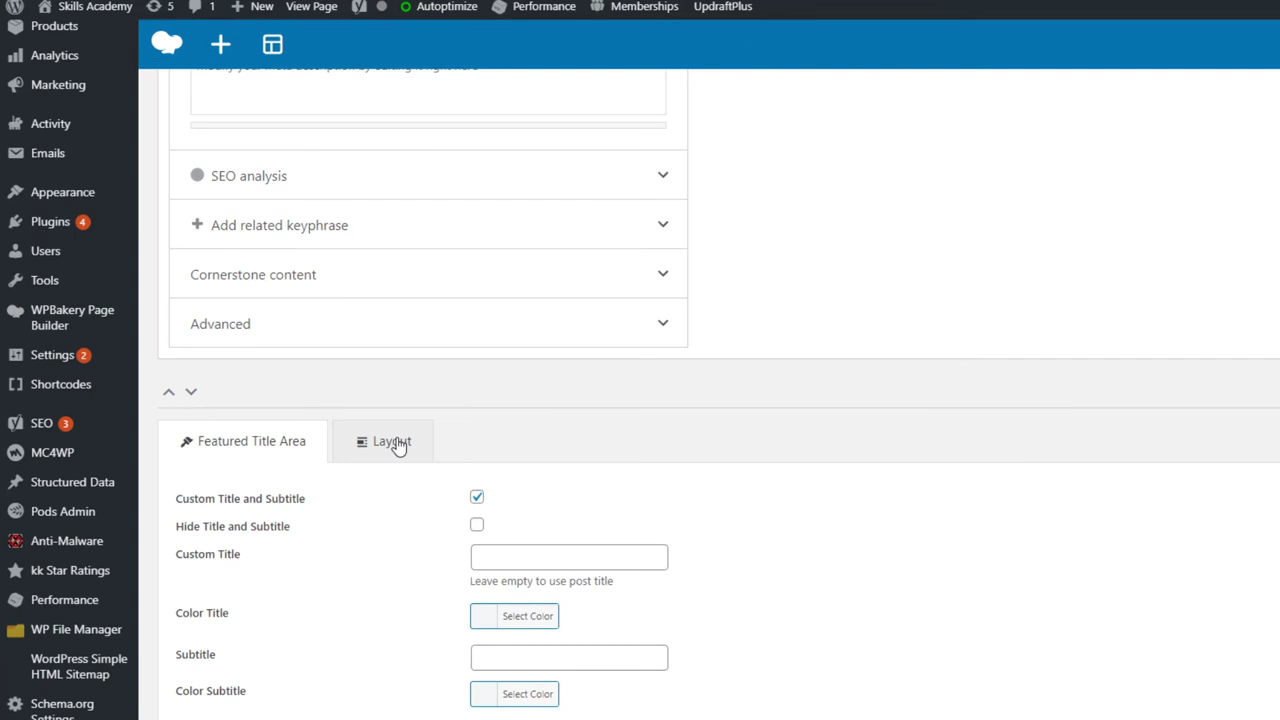 Skills Academy 5 1 New View Page Autoptimize Performance Memberships UpdraftPlus
Products
Analytics
Marketing
Activity
Emails
Appearance
Plugins 4
Users
Tools
WPBakery Page
Builder
Settings 2
Shortcodes
SEO 3
MC4WP
Structured Data
Pods Admin
Anti-Malware
kk Star Ratings
Performance
WP File Manager
WordPress Simple
HTML Sitemap
Schema.org
Settings
SEO analysis
Add related keyphrase
Cornerstone content
Advanced
Featured Title Area
Layout
Custom Title and Subtitle
Hide Title and Subtitle
Custom Title
Leave empty to use post title
Color Title
Select Color
Subtitle
Color Subtitle
Select Color